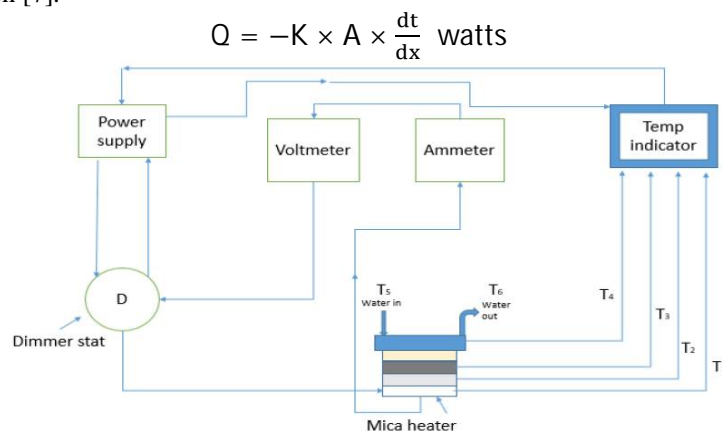 [7].
Q = −K × A × dt/dx watts
Power supply
Voltmeter
Ammeter
Temp indicator
D
Dimmer stat
T₅
Water in
T₆
Water out
T₄
T₃
T₂
T
Mica heater